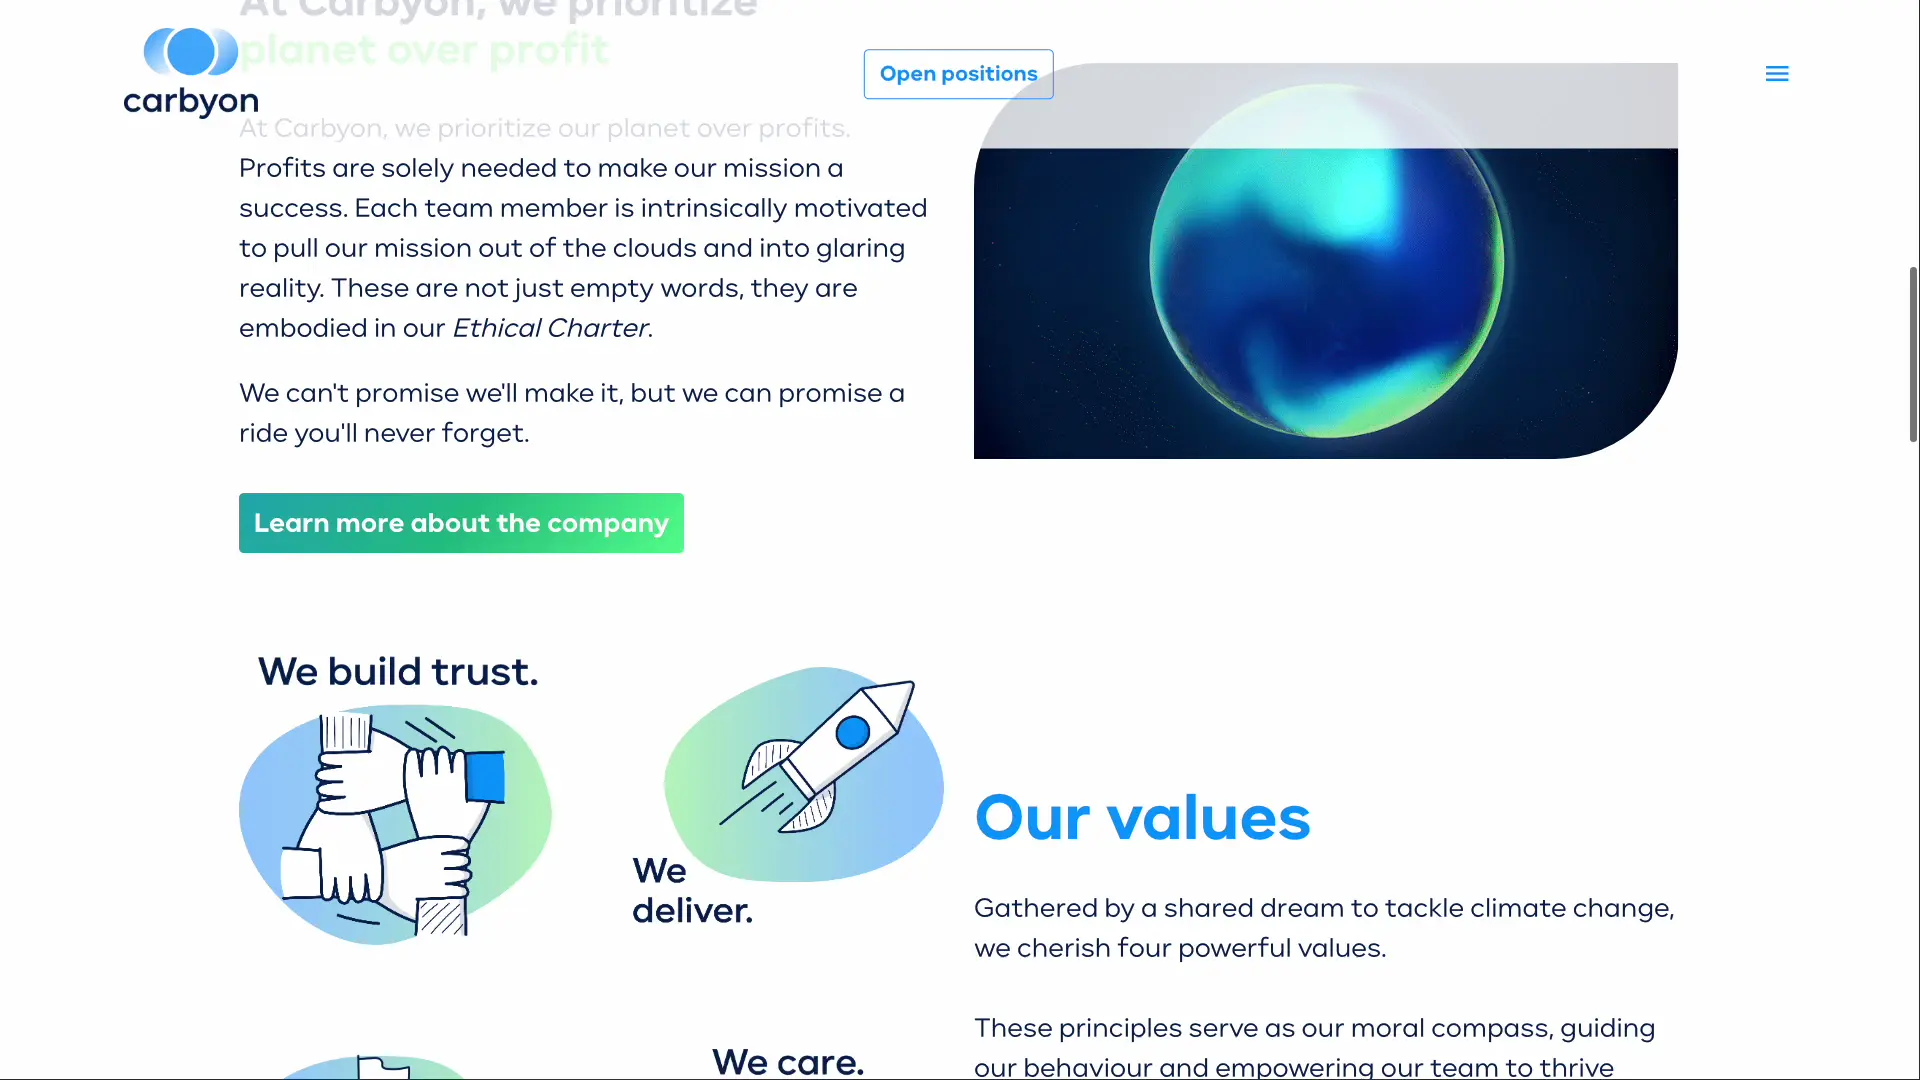 At Carbyon, we prioritize
planet over profit
carbyon
Open positions
At Carbyon, we prioritize our planet over profits.
Profits are solely needed to make our mission a
success. Each team member is intrinsically motivated
to pull our mission out of the clouds and into glaring
reality. These are not just empty words, they are
embodied in our Ethical Charter.
We can't promise we'll make it, but we can promise a
ride you'll never forget.
Learn more about the company
We build trust.
We
deliver.
We care.
Our values
Gathered by a shared dream to tackle climate change,
we cherish four powerful values.
These principles serve as our moral compass, guiding
our behaviour and empowering our team to thrive